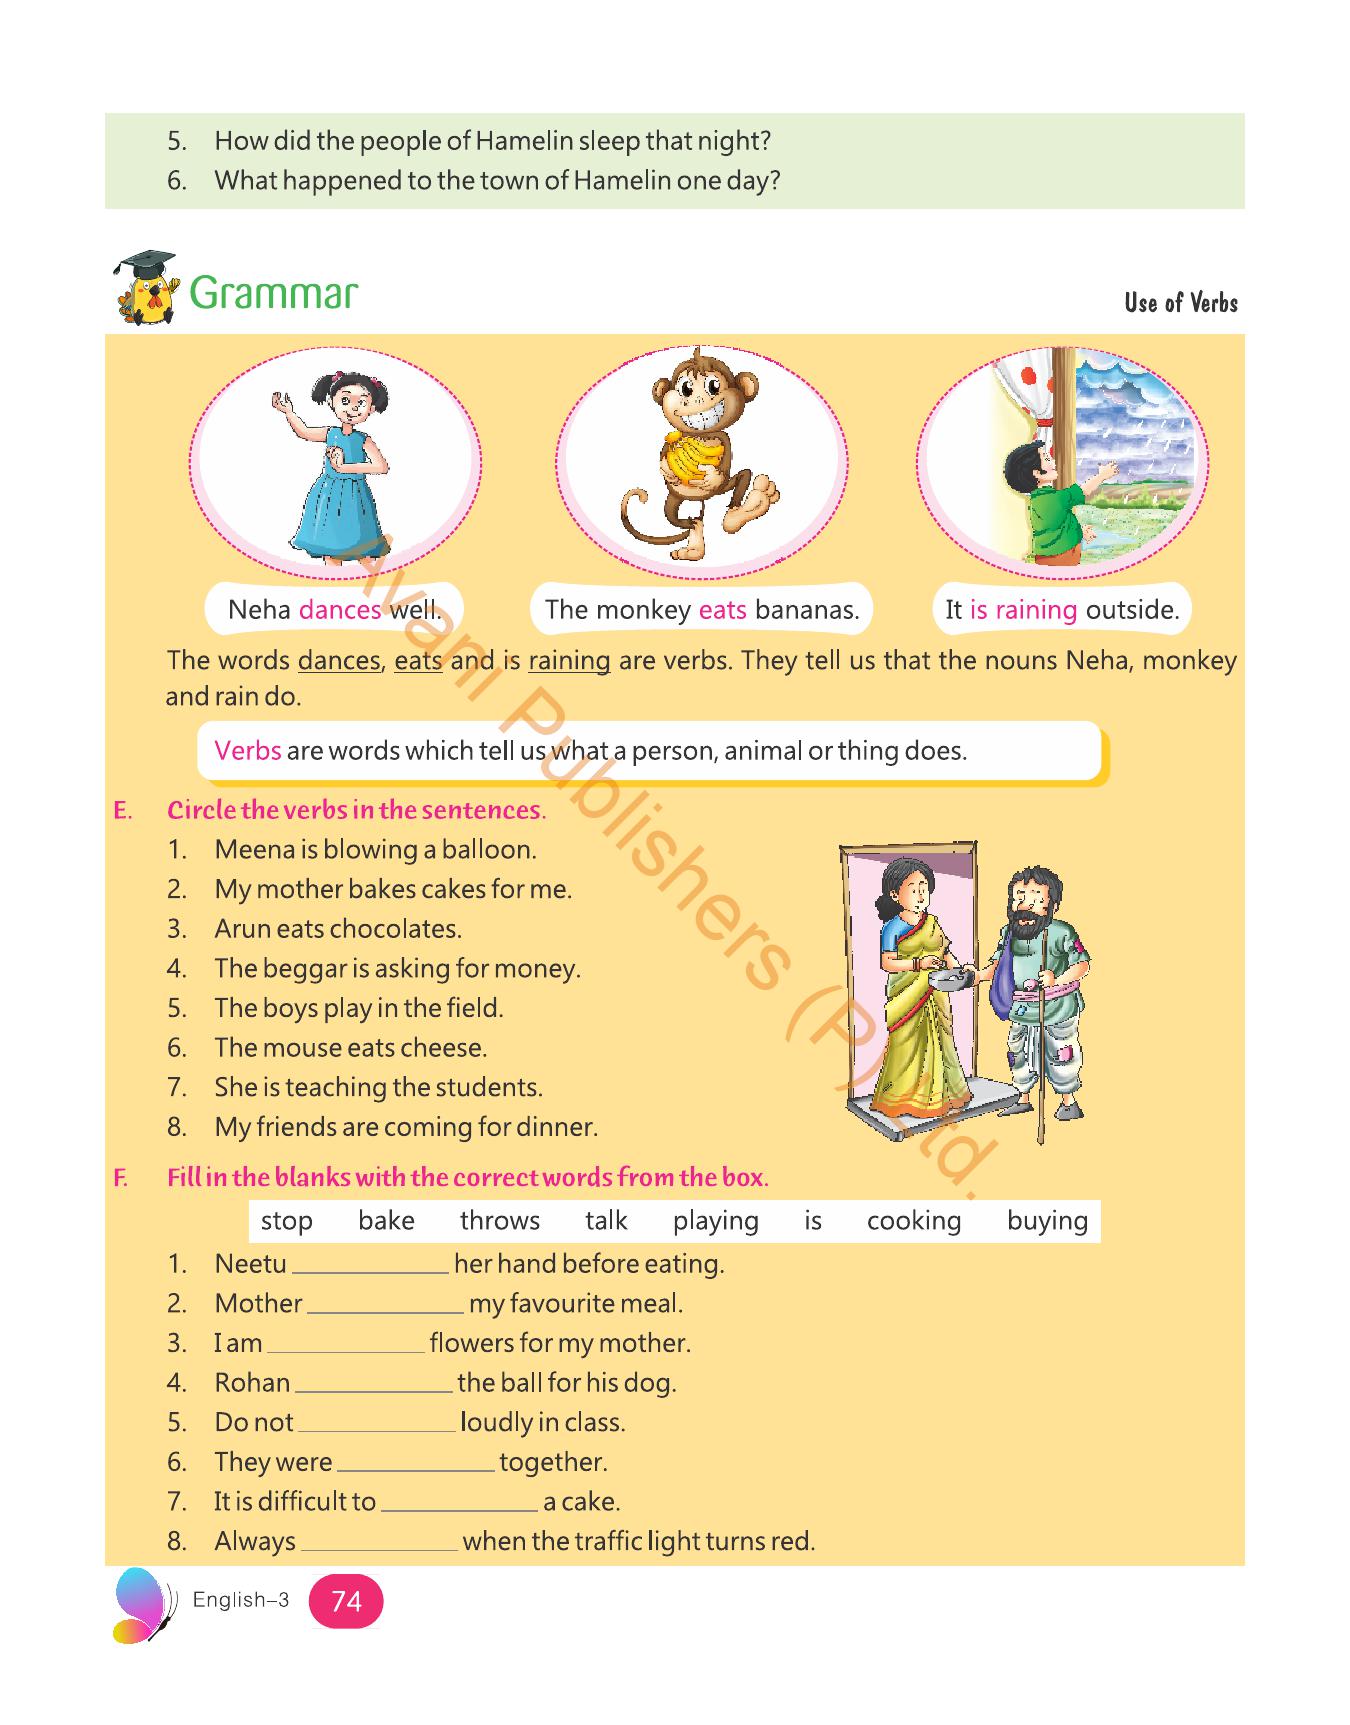 5. How did the people of Hamelin sleep that night?
6. What happened to the town of Hamelin one day?
Grammar
Use of Verbs
Neha dances well.
The monkey eats bananas.
It is raining outside.
The words dances, eats and is raining are verbs. They tell us that the nouns Neha, monkey
and rain do.
Verbs are words which tell us what a person, animal or thing does.
E. Circle the verbs in the sentences.
1. Meena is blowing a balloon.
2. My mother bakes cakes for me.
3. Arun eats chocolates.
4. The beggar is asking for money.
5. The boys play in the field.
6. The mouse eats cheese.
7. She is teaching the students.
8. My friends are coming for dinner.
F. Fill in the blanks with the correct words from the box.
stop bake throws talk playing is cooking buying
1. Neetu ____________ her hand before eating.
2. Mother ____________ my favourite meal.
3. I am ____________ flowers for my mother.
4. Rohan ____________ the ball for his dog.
5. Do not ____________ loudly in class.
6. They were ____________ together.
7. It is difficult to ____________ a cake.
8. Always ____________ when the traffic light turns red.
English–3
74
Avani Publishers (P) Ltd.